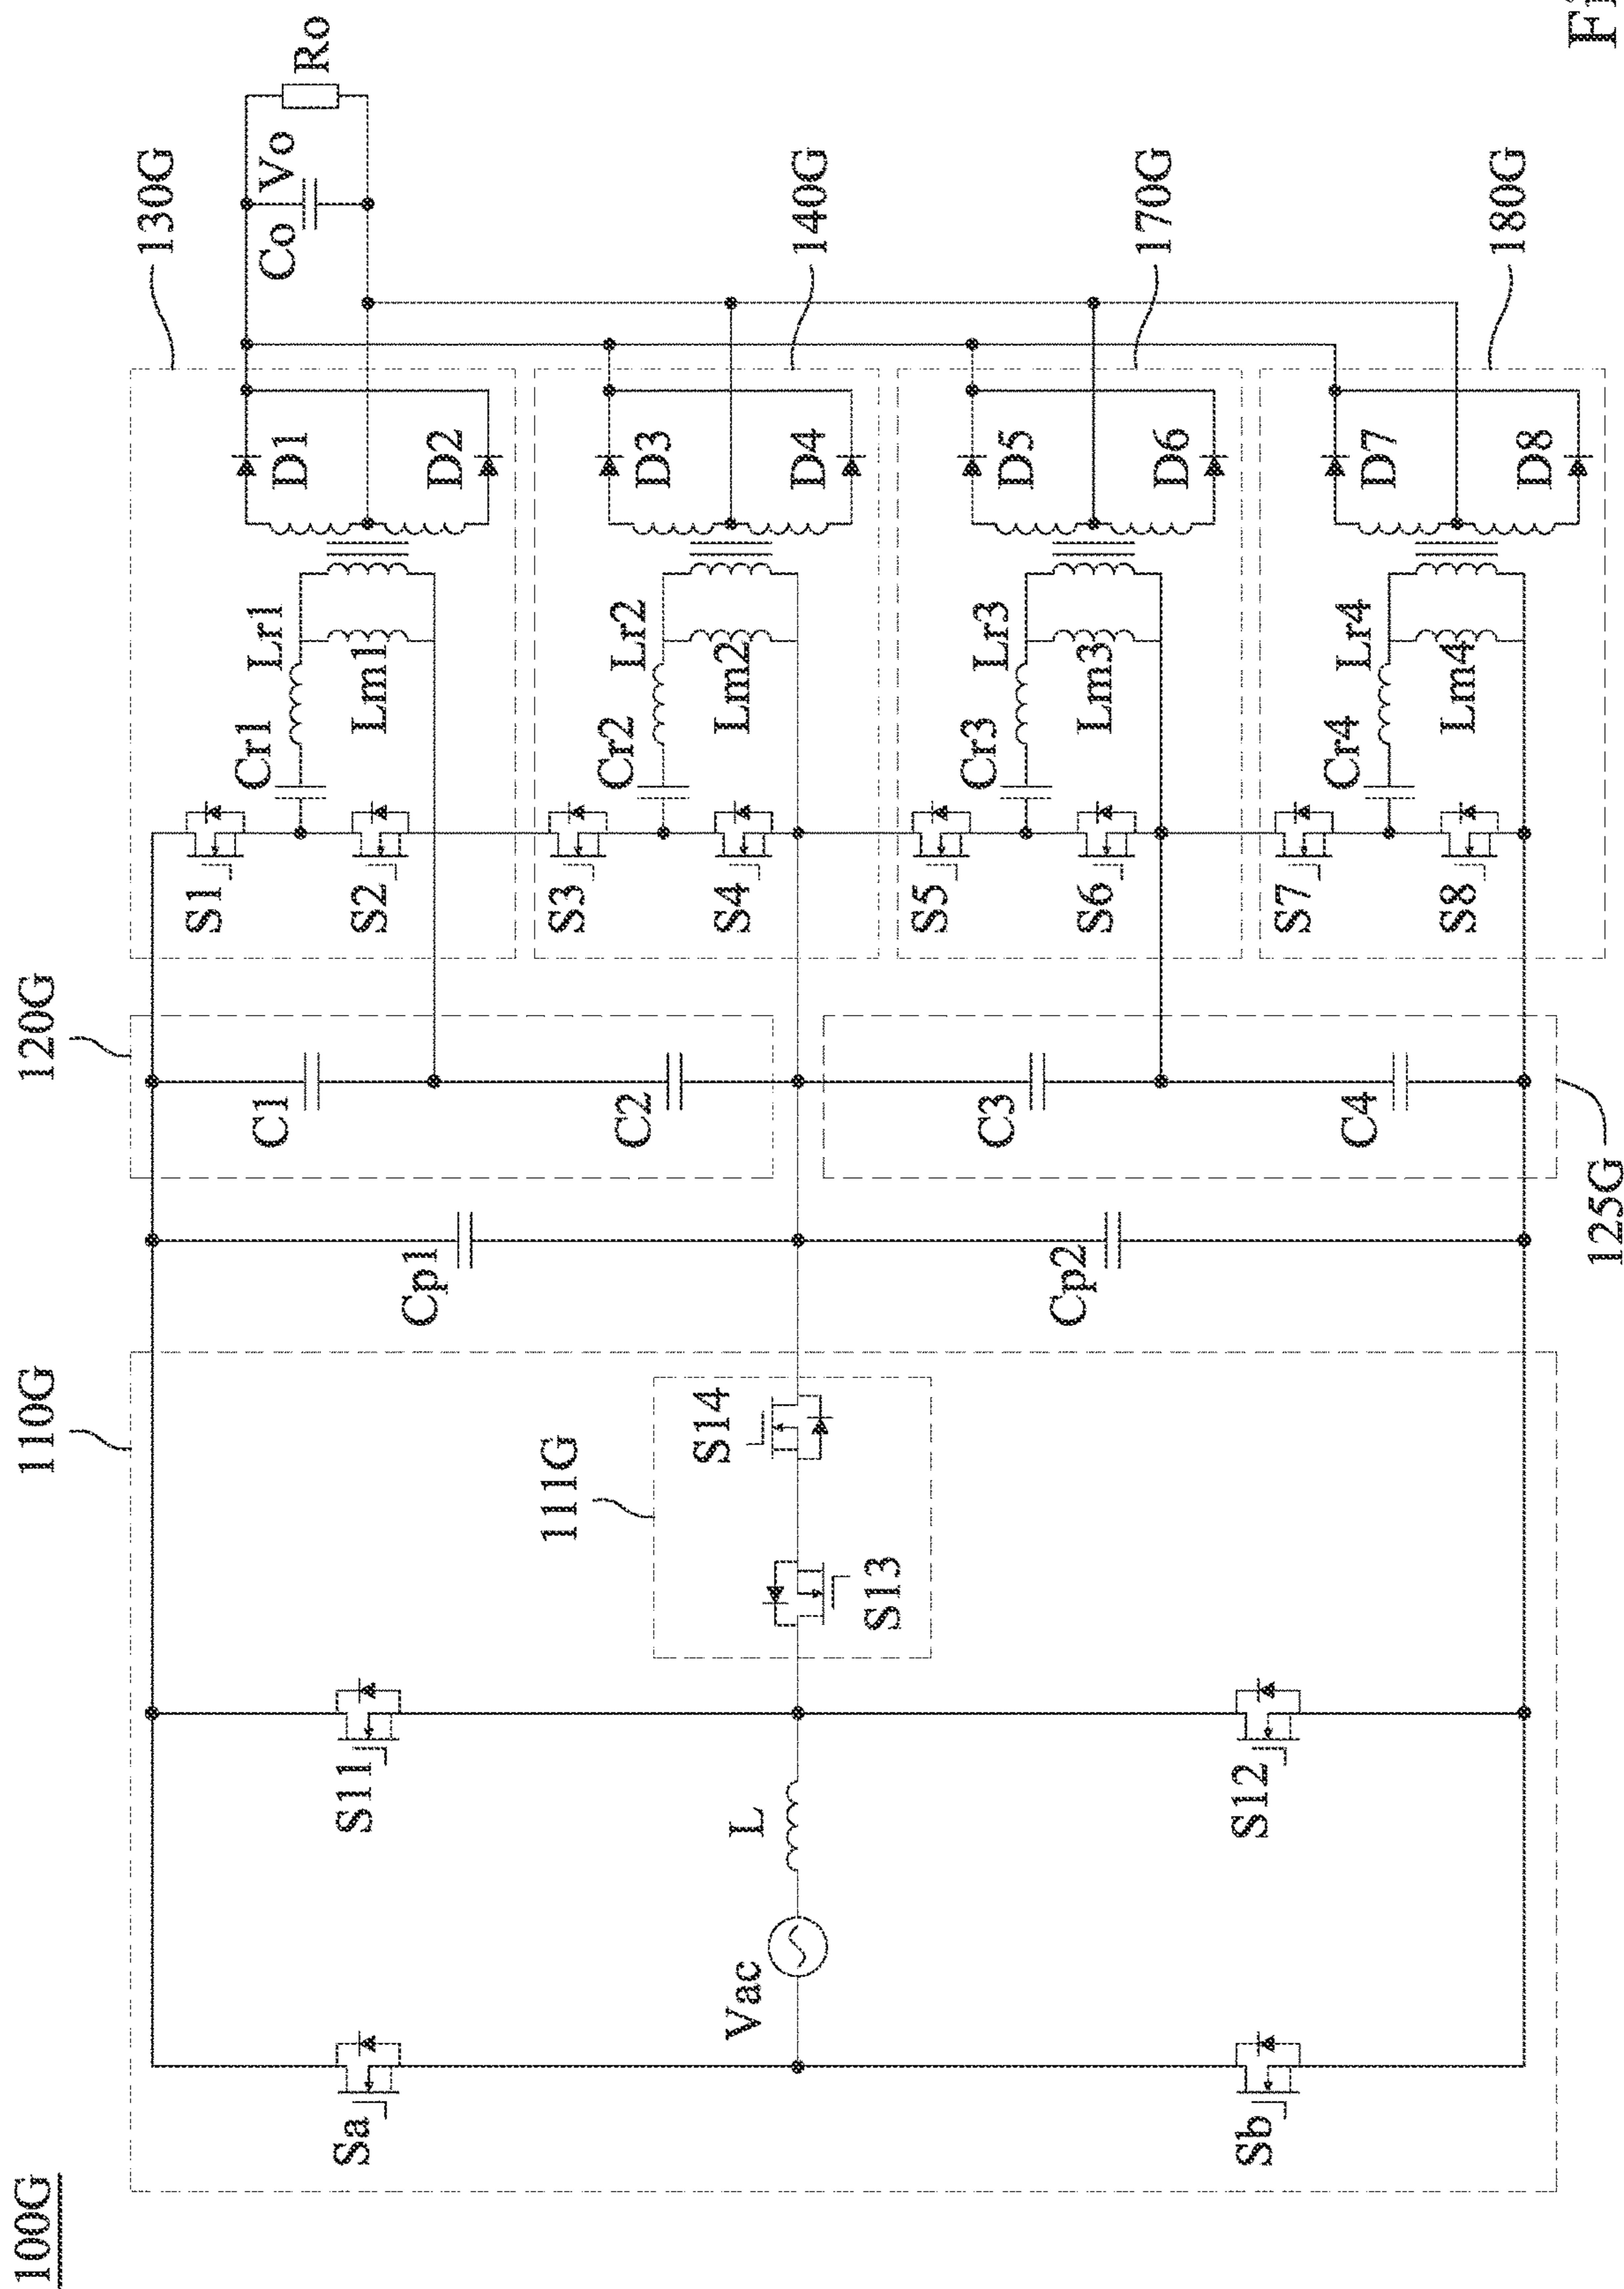 100G
110G
120G
130G
Sa
Sb
Vac
L
S11
S12
111G
S13
S14
Cp1
Cp2
C1
C2
C3
C4
125G
S1
S2
Cr1
Lr1
Lm1
D1
D2
S3
S4
Cr2
Lr2
Lm2
D3
D4
140G
S5
S6
Cr3
Lr3
Lm3
D5
D6
170G
S7
S8
Cr4
Lr4
Lm4
D7
D8
180G
Co
Vo
Ro